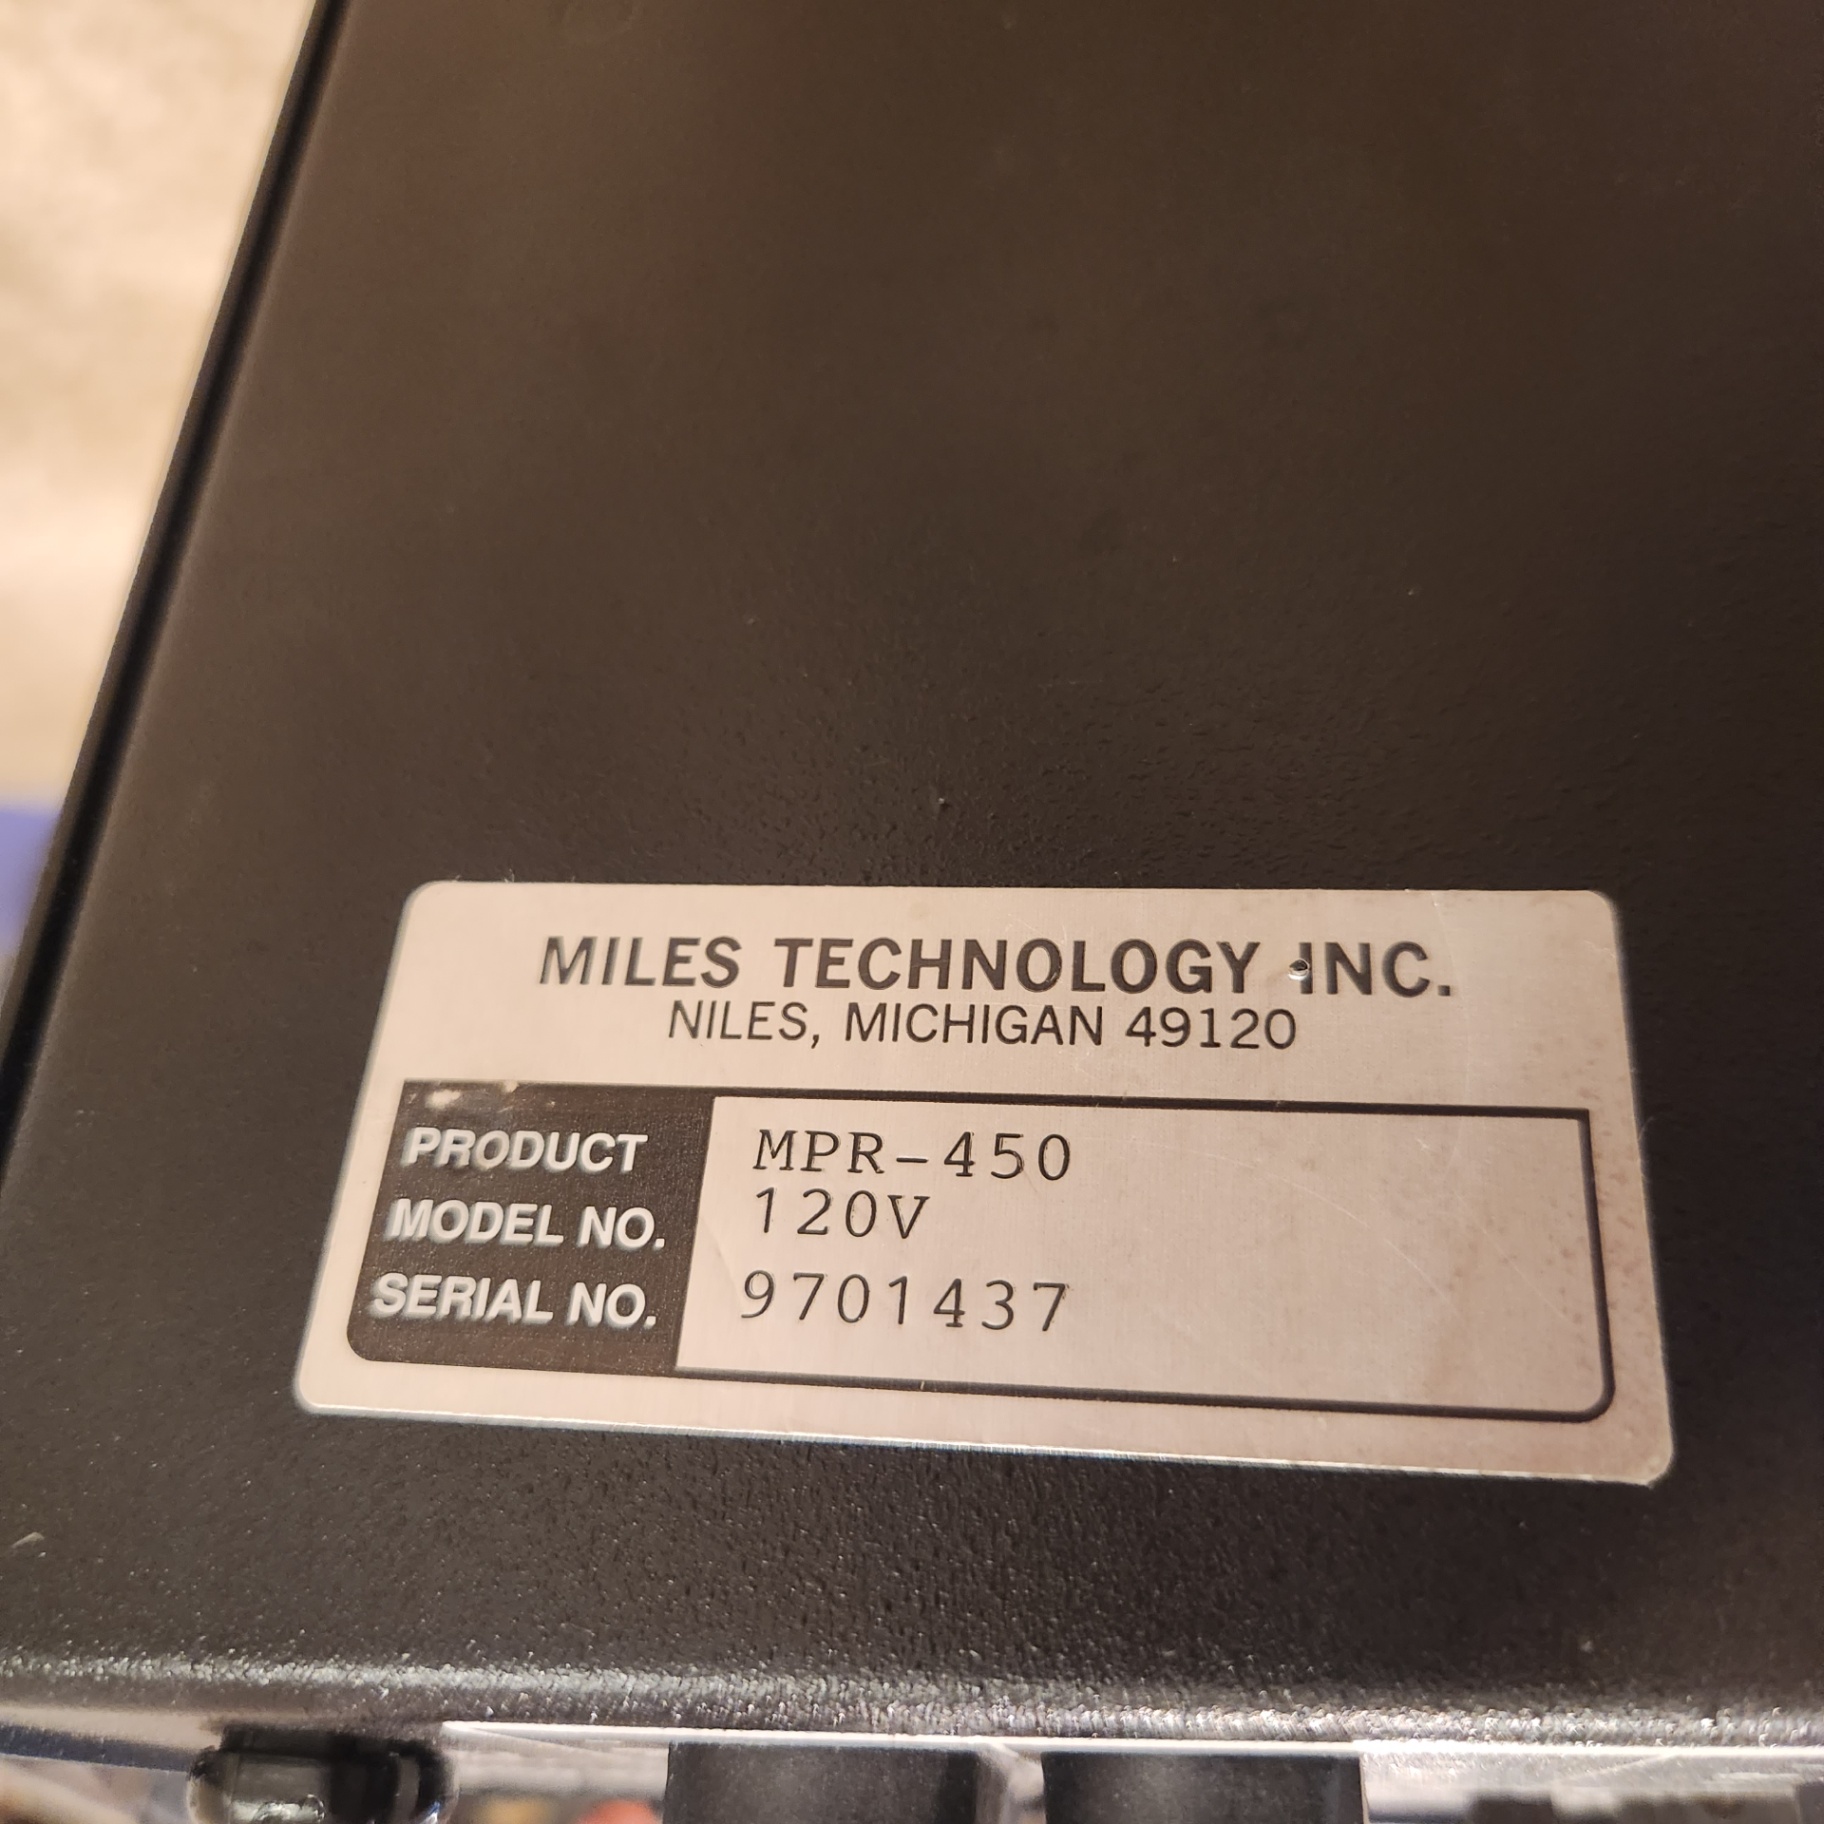 MILES TECHNOLOGY INC.
NILES, MICHIGAN 49120
PRODUCT MPR-450
MODEL NO. 120V
SERIAL NO. 9701437